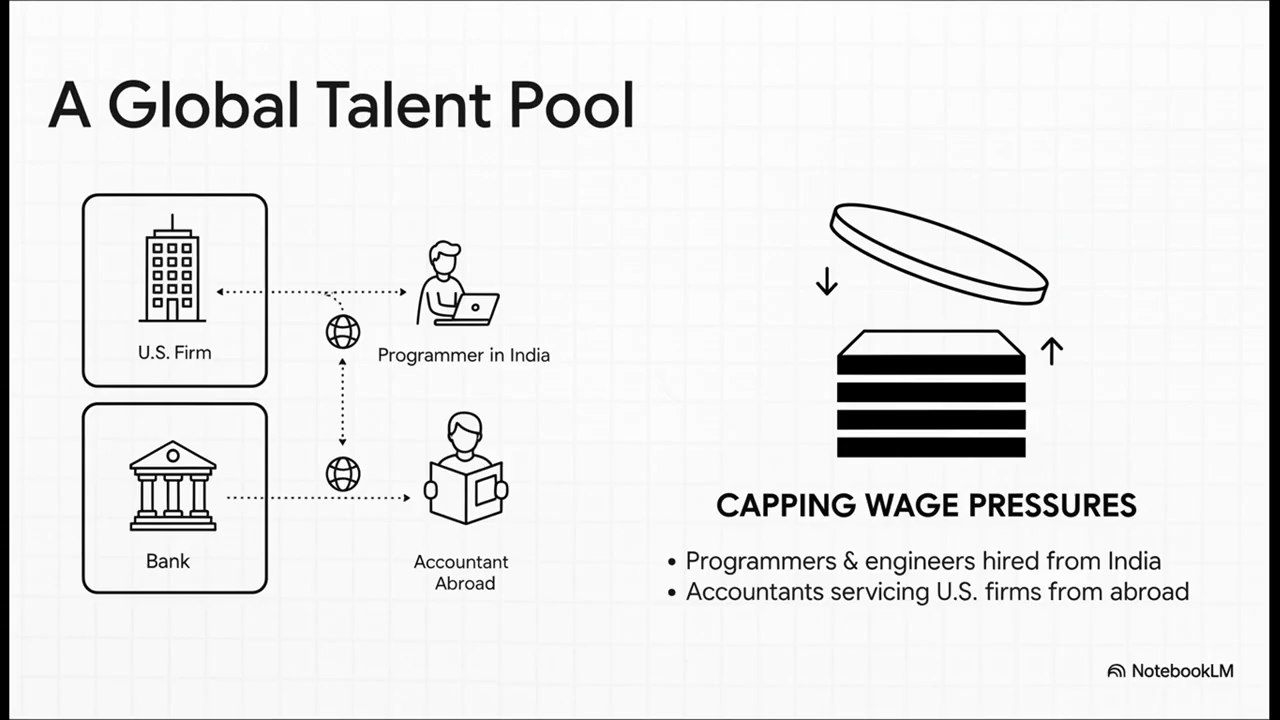 A Global Talent Pool
U.S. Firm
Programmer in India
Bank
Accountant
Abroad
CAPPING WAGE PRESSURES
• Programmers & engineers hired from India
• Accountants servicing U.S. firms from abroad
NotebookLM